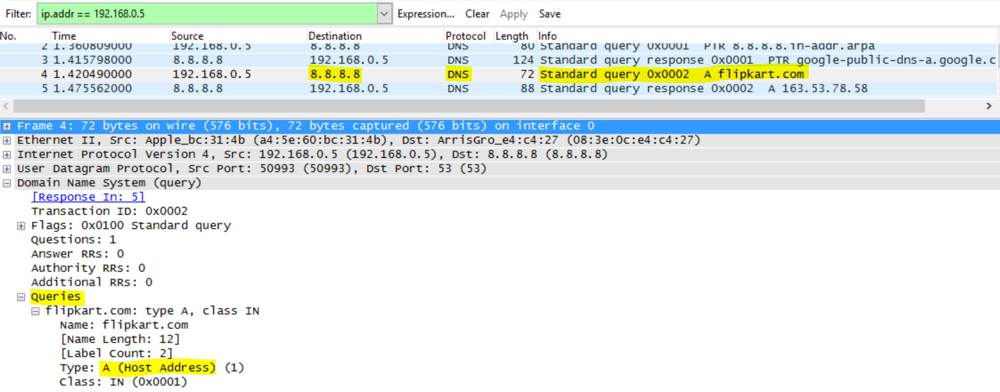 Filter: ip.addr == 192.168.0.5 Expression... Clear Apply Save
No. Time Source Destination Protocol Length Info
2 1.360809000 192.168.0.5 8.8.8.8 DNS 80 Standard query 0x0001 PTR 8.8.8.8.in-addr.arpa
3 1.415798000 8.8.8.8 192.168.0.5 DNS 124 Standard query response 0x0001 PTR google-public-dns-a.google.c
4 1.420490000 192.168.0.5 8.8.8.8 DNS 72 Standard query 0x0002 A flipkart.com
5 1.475562000 8.8.8.8 192.168.0.5 DNS 88 Standard query response 0x0002 A 163.53.78.58
Frame 4: 72 bytes on wire (576 bits), 72 bytes captured (576 bits) on interface 0
Ethernet II, Src: Apple_bc:31:4b (a4:5e:60:bc:31:4b), Dst: ArrisGro_e4:c4:27 (08:3e:0c:e4:c4:27)
Internet Protocol Version 4, Src: 192.168.0.5 (192.168.0.5), Dst: 8.8.8.8 (8.8.8.8)
User Datagram Protocol, Src Port: 50993 (50993), Dst Port: 53 (53)
Domain Name System (query)
[Response In: 5]
Transaction ID: 0x0002
Flags: 0x0100 Standard query
Questions: 1
Answer RRs: 0
Authority RRs: 0
Additional RRs: 0
Queries
flipkart.com: type A, class IN
Name: flipkart.com
[Name Length: 12]
[Label Count: 2]
Type: A (Host Address) (1)
Class: IN (0x0001)